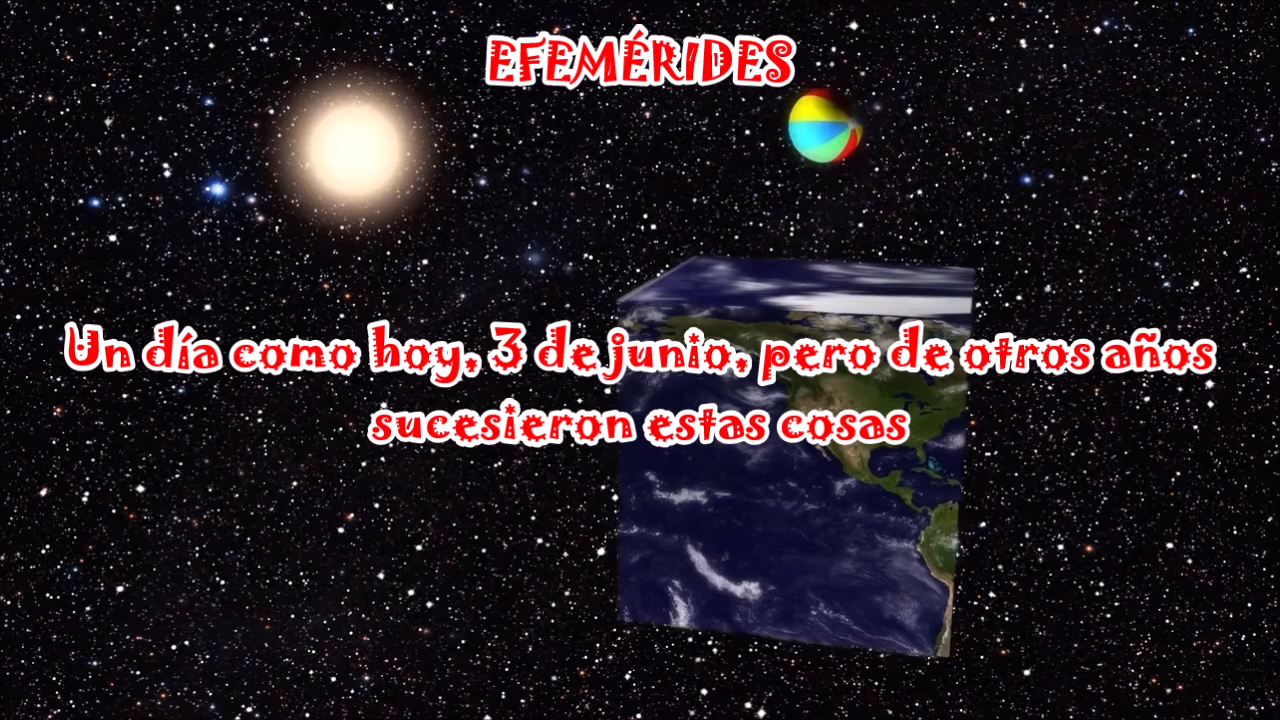 EFEMÉRIDES
Un día como hoy, 3 de junio, pero de otros años
sucesieron estas cosas